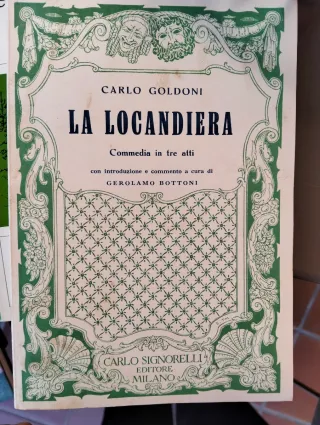 CARLO GOLDONI
LA LOCANDIERA
Commedia in tre atti
con introduzione e commento a cura di
GEROLAMO BOTTONI
CARLO SIGNORELLI
EDITORE
MILANO